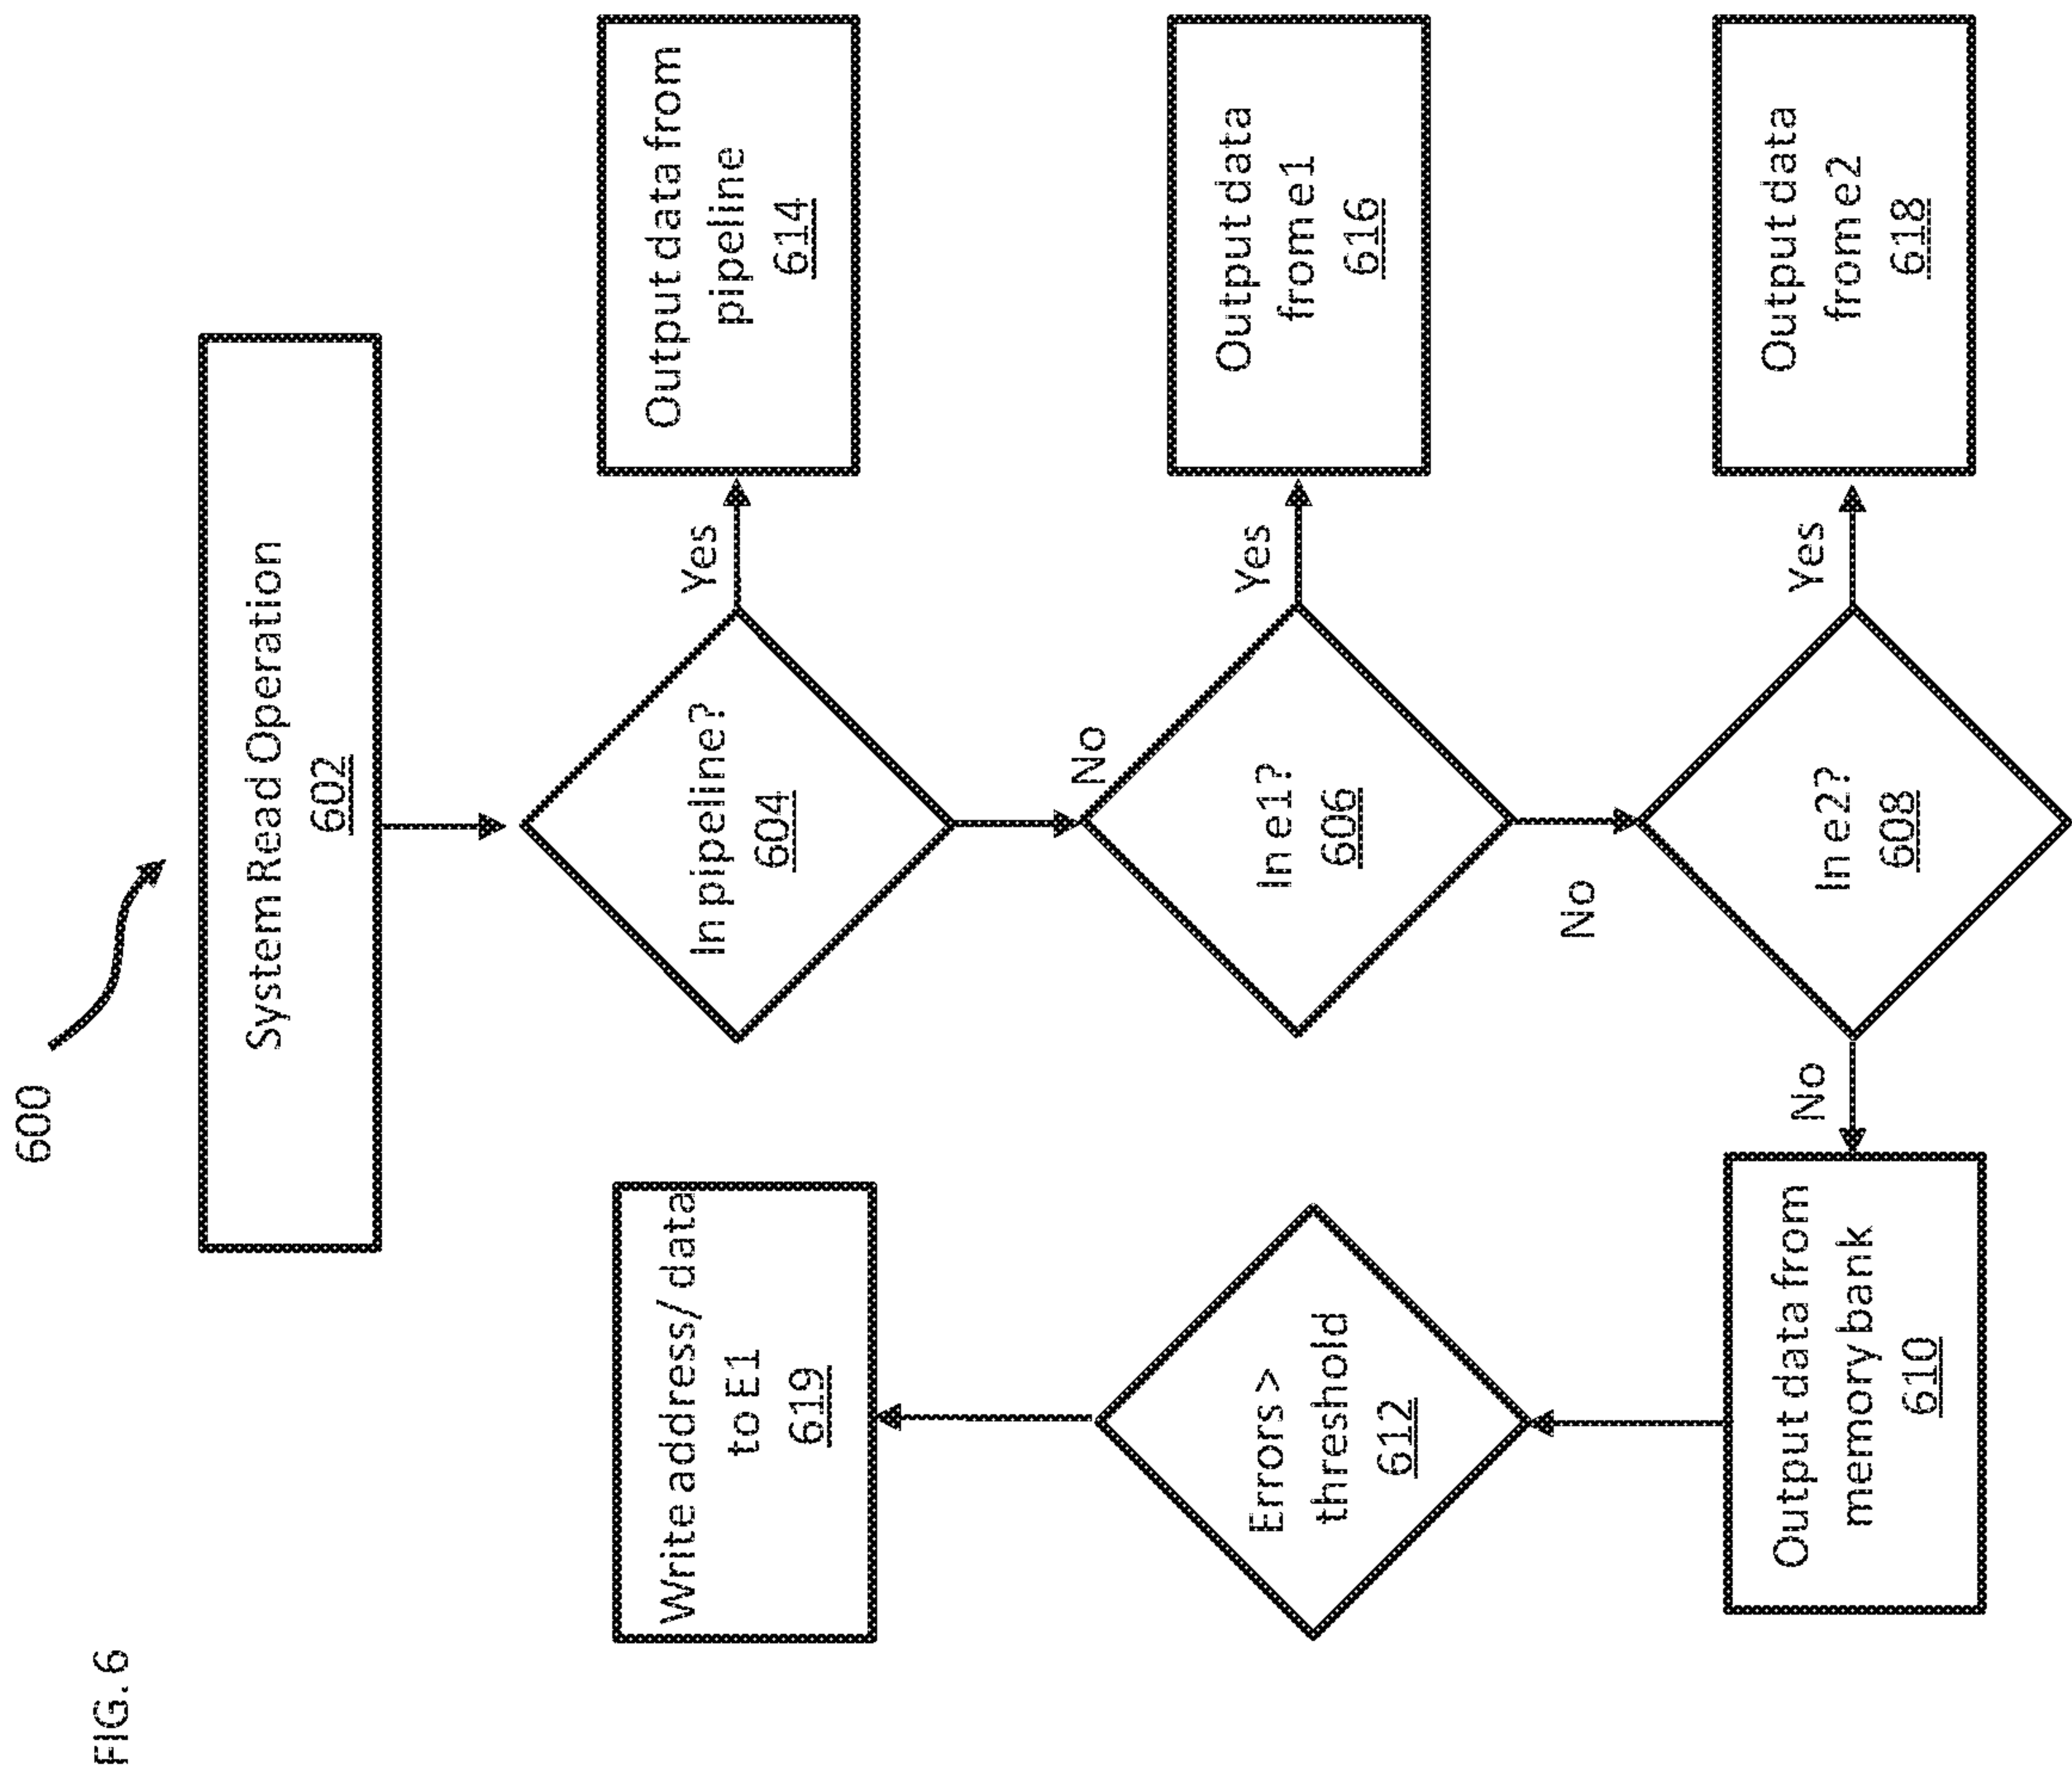 FIG. 6
600
System Read Operation
602
In pipeline?
604
Yes
Output data from
pipeline
614
No
In e1?
606
Yes
Output data
from e1
616
No
In e2?
608
Yes
Output data
from e2
618
No
Output data from
memory bank
610
Errors >
threshold
612
Write address/ data
to E1
619